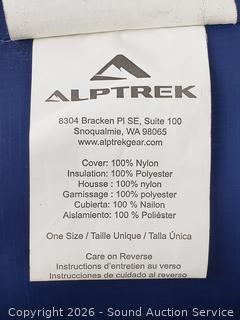 ALPTREK
8304 Bracken Pl SE, Suite 100
Snoqualmie, WA 98065
www.alptrekgear.com
Cover: 100% Nylon
Insulation: 100% Polyester
Housse : 100% nylon
Garnissage : 100% polyester
Cubierta: 100 % Nailon
Aislamiento: 100 % Poliéster
One Size / Taille Unique / Talla Única
Care on Reverse
Instructions d'entretien au verso
Instrucciones de cuidado al reverso
Copyright 2026 - Sound Auction Service